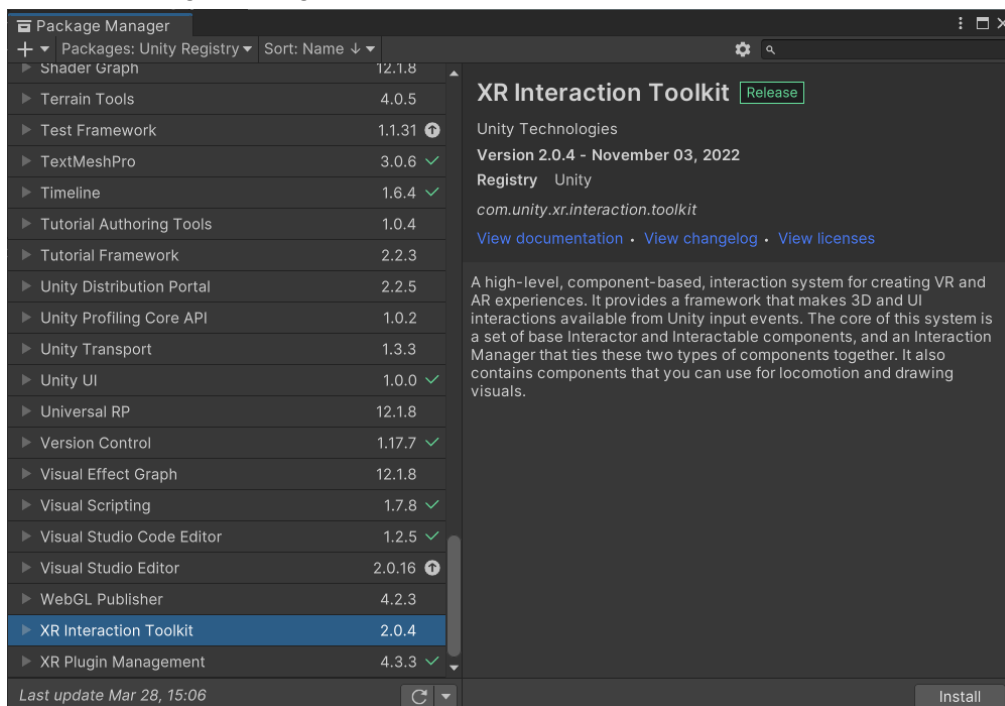 Package Manager
Packages: Unity Registry Sort: Name ↓
Shader Graph 12.1.8
Terrain Tools 4.0.5
Test Framework 1.1.31
TextMeshPro 3.0.6
Timeline 1.6.4
Tutorial Authoring Tools 1.0.4
Tutorial Framework 2.2.3
Unity Distribution Portal 2.2.5
Unity Profiling Core API 1.0.2
Unity Transport 1.3.3
Unity UI 1.0.0
Universal RP 12.1.8
Version Control 1.17.7
Visual Effect Graph 12.1.8
Visual Scripting 1.7.8
Visual Studio Code Editor 1.2.5
Visual Studio Editor 2.0.16
WebGL Publisher 4.2.3
XR Interaction Toolkit 2.0.4
XR Plugin Management 4.3.3
Last update Mar 28, 15:06
XR Interaction Toolkit Release
Unity Technologies
Version 2.0.4 - November 03, 2022
Registry Unity
com.unity.xr.interaction.toolkit
View documentation • View changelog • View licenses
A high-level, component-based, interaction system for creating VR and
AR experiences. It provides a framework that makes 3D and UI
interactions available from Unity input events. The core of this system is
a set of base Interactor and Interactable components, and an Interaction
Manager that ties these two types of components together. It also
contains components that you can use for locomotion and drawing
visuals.
Install